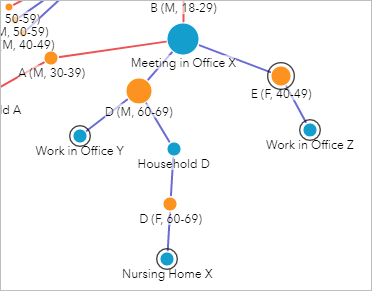 B (M, 18-29)
50-59)
M, 50-59)
(M, 40-49)
Meeting in Office X
A (M, 30-39)
E (F, 40-49)
ld A
D (M, 60-69)
Work in Office Y
Work in Office Z
Household D
D (F, 60-69)
Nursing Home X